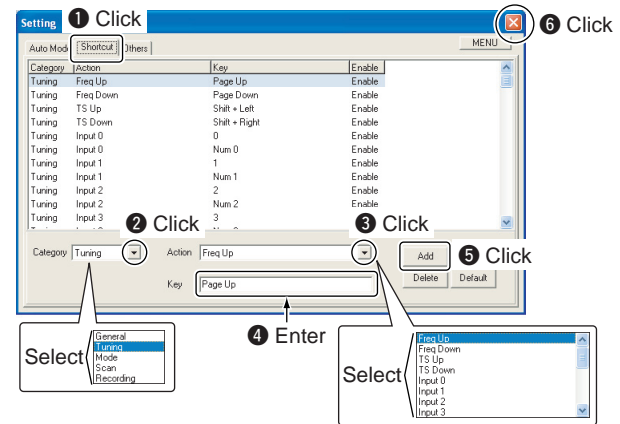 Setting ❶ Click ❻ Click
Auto Mode Shortcut Others MENU
Category Action Key Enable
Tuning Freq Up Page Up Enable
Tuning Freq Down Page Down Enable
Tuning TS Up Shift + Left Enable
Tuning TS Down Shift + Right Enable
Tuning Input 0 0 Enable
Tuning Input 0 Num 0 Enable
Tuning Input 1 1 Enable
Tuning Input 1 Num 1 Enable
Tuning Input 2 2 Enable
Tuning Input 2 Num 2 Enable
Tuning Input 3 3 Enable
❷ Click ❸ Click
Category Tuning Action Freq Up Add ❺ Click
Key Page Up Delete Default
❹ Enter
Select
General
Tuning
Mode
Scan
Recording
Select
Freq Up
Freq Down
TS Up
TS Down
Input 0
Input 1
Input 2
Input 3